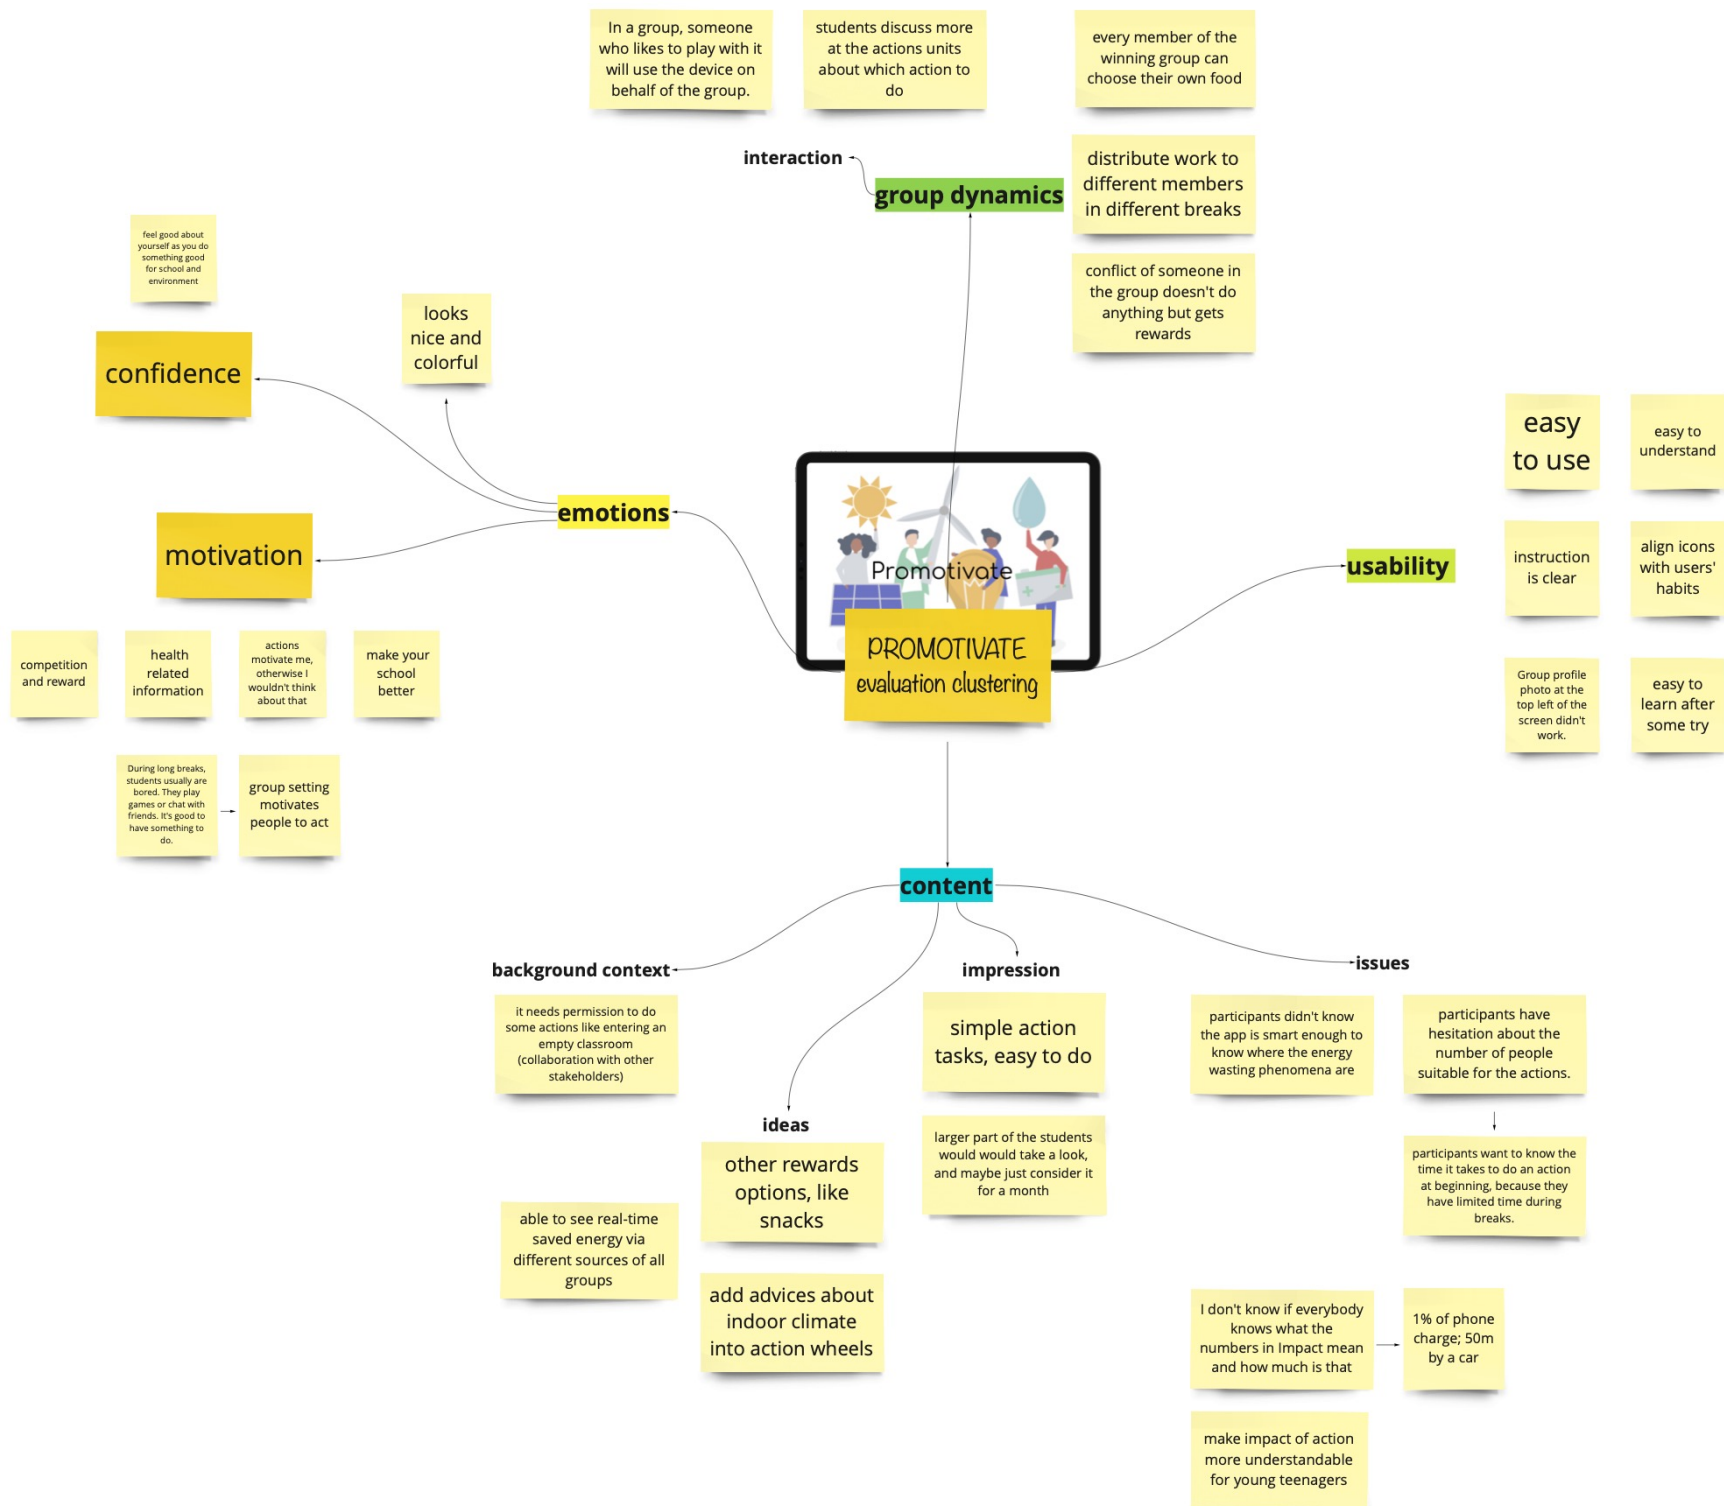 In a group, someone
who likes to play with it
will use the device on
behalf of the group.
students discuss more
at the actions units
about which action to
do
every member of the
winning group can
choose their own food
interaction
group dynamics
distribute work to
different members
in different breaks
conflict of someone in
the group doesn't do
anything but gets
rewards
feel good about
yourself as you do
something good
for school and
environment
confidence
looks
nice and
colorful
emotions
motivation
competition
and reward
health
related
information
actions
motivate me,
otherwise I
wouldn't think
about that
make your
school
better
During long breaks,
students usually are
bored. They play
games or chat with
friends. It's good to
have something to
do.
group setting
motivates
people to act
Promotivate
PROMOTIVATE
evaluation clustering
usability
easy
to use
easy to
understand
instruction
is clear
align icons
with users'
habits
Group profile
photo at the
top left of the
screen didn't
work.
easy to
learn after
some try
content
background context
it needs permission to do
some actions like entering an
empty classroom
(collaboration with other
stakeholders)
ideas
other rewards
options, like
snacks
able to see real-time
saved energy via
different sources of all
groups
add advices about
indoor climate
into action wheels
impression
simple action
tasks, easy to do
larger part of the students
would would take a look,
and maybe just consider it
for a month
issues
participants didn't know
the app is smart enough to
know where the energy
wasting phenomena are
participants have
hesitation about the
number of people
suitable for the actions.
participants want to know the
time it takes to do an action
at beginning, because they
have limited time during
breaks.
I don't know if everybody
knows what the
numbers in Impact mean
and how much is that
1% of phone
charge; 50m
by a car
make impact of action
more understandable
for young teenagers